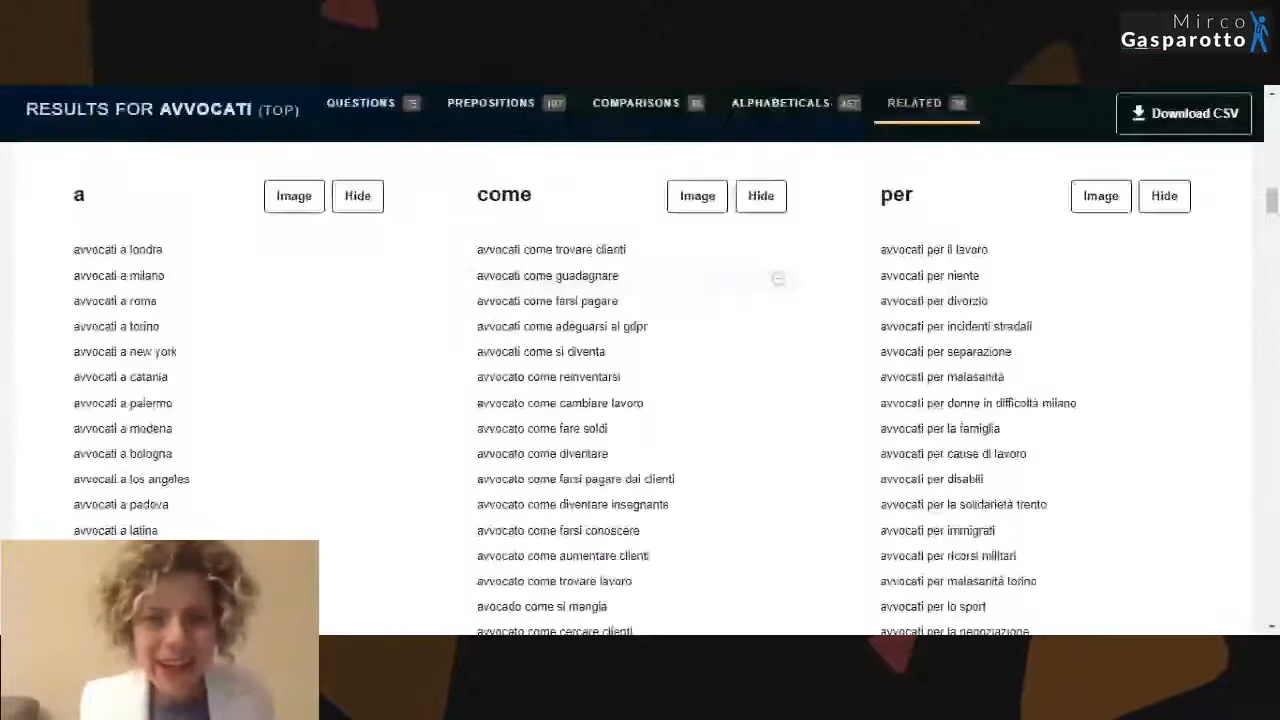 Mirco
Gasparotto
RESULTS FOR AVVOCATI (TOP)
QUESTIONS
PREPOSITIONS
COMPARISONS
ALPHABETICALS
RELATED
Download CSV
a
Image
Hide
avvocati a londra
avvocati a milano
avvocati a roma
avvocati a torino
avvocati a new york
avvocati a catania
avvocati a palermo
avvocati a modena
avvocati a bologna
avvocati a los angeles
avvocati a padova
avvocati a latina
come
Image
Hide
avvocati come trovare clienti
avvocati come guadagnare
avvocati come farsi pagare
avvocati come adeguarsi al gdpr
avvocati come si diventa
avvocato come reinventarsi
avvocato come cambiare lavoro
avvocato come fare soldi
avvocato come diventare
avvocato come farsi pagare dai clienti
avvocato come diventare insegnante
avvocato come farsi conoscere
avvocato come aumentare clienti
avvocato come trovare lavoro
avocado come si mangia
avvocato come cercare clienti
per
Image
Hide
avvocati per il lavoro
avvocati per niente
avvocati per divorzio
avvocati per incidenti stradali
avvocati per separazione
avvocati per malasanità
avvocati per donne in difficoltà milano
avvocati per la famiglia
avvocati per cause di lavoro
avvocati per disabili
avvocati per la solidarietà trento
avvocati per immigrati
avvocati per ricorsi militari
avvocati per malasanità torino
avvocati per lo sport
avvocati per la negoziazione